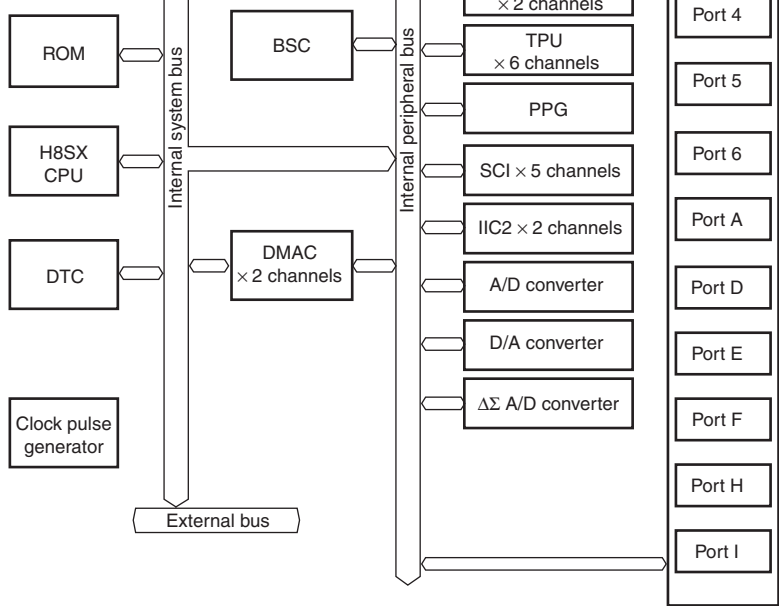 ROM
H8SX
CPU
DTC
Clock pulse
generator
Internal system bus
External bus
BSC
DMAC
× 2 channels
Internal peripheral bus
× 2 channels
TPU
× 6 channels
PPG
SCI × 5 channels
IIC2 × 2 channels
A/D converter
D/A converter
ΔΣ A/D converter
Port 4
Port 5
Port 6
Port A
Port D
Port E
Port F
Port H
Port I